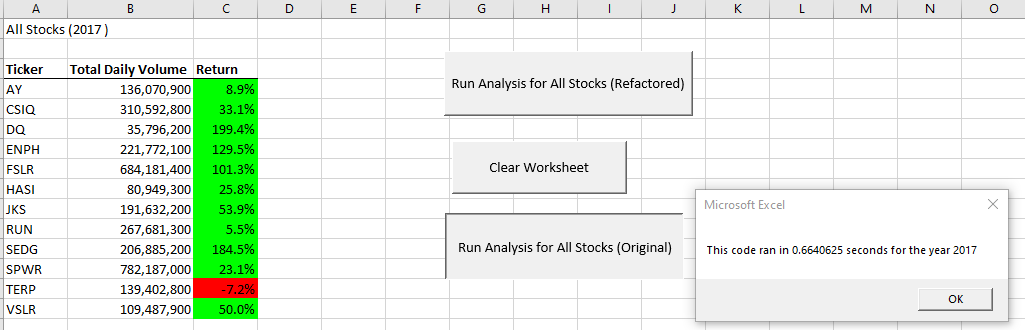 A B C D E F G H I J K L M N O
All Stocks (2017 )
Ticker Total Daily Volume Return
AY 136,070,900 8.9%
CSIQ 310,592,800 33.1%
DQ 35,796,200 199.4%
ENPH 221,772,100 129.5%
FSLR 684,181,400 101.3%
HASI 80,949,300 25.8%
JKS 191,632,200 53.9%
RUN 267,681,300 5.5%
SEDG 206,885,200 184.5%
SPWR 782,187,000 23.1%
TERP 139,402,800 -7.2%
VSLR 109,487,900 50.0%
Run Analysis for All Stocks (Refactored)
Clear Worksheet
Run Analysis for All Stocks (Original)
Microsoft Excel
This code ran in 0.6640625 seconds for the year 2017
OK